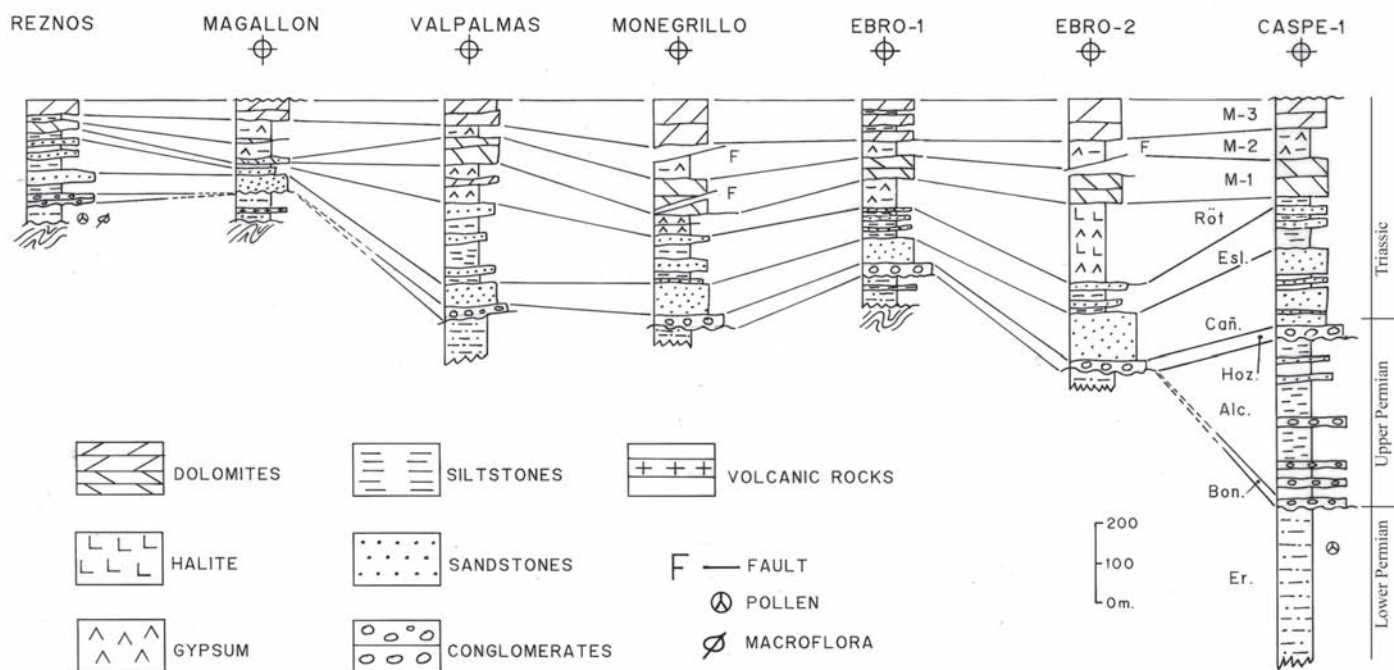 REZNOS MAGALLON VALPALMAS MONEGRILLO EBRO-1 EBRO-2 CASPE-1
M-3
F
M-2
F
M-1
F
Röt
Esl.
Cañ.
Hoz.
Alc.
Bon.
Er.
Triassic
Upper Permian
Lower Permian
DOLOMITES SILTSTONES VOLCANIC ROCKS
HALITE SANDSTONES F — FAULT
POLLEN
GYPSUM CONGLOMERATES MACROFLORA
200
100
0m.